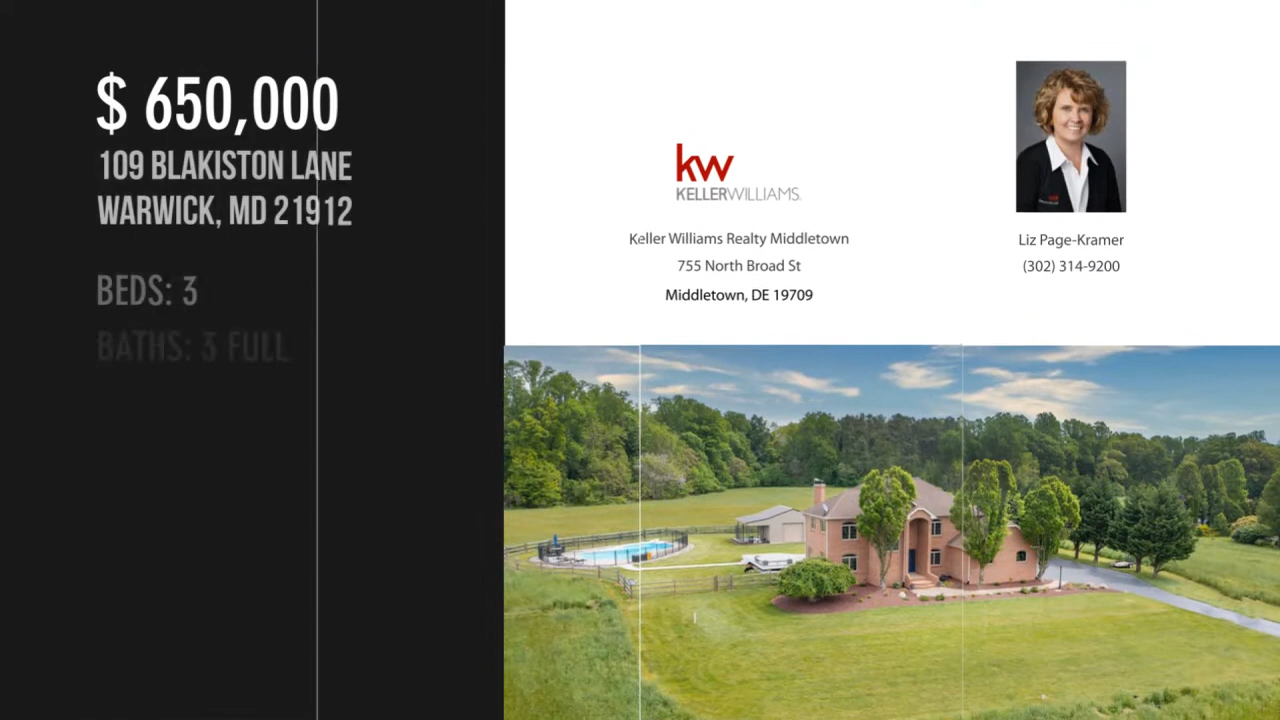 $ 650,000
109 BLAKISTON LANE
WARWICK, MD 21912
BEDS: 3
BATHS: 3 FULL
kw
KELLERWILLIAMS.
Keller Williams Realty Middletown
755 North Broad St
Middletown, DE 19709
Liz Page-Kramer
(302) 314-9200